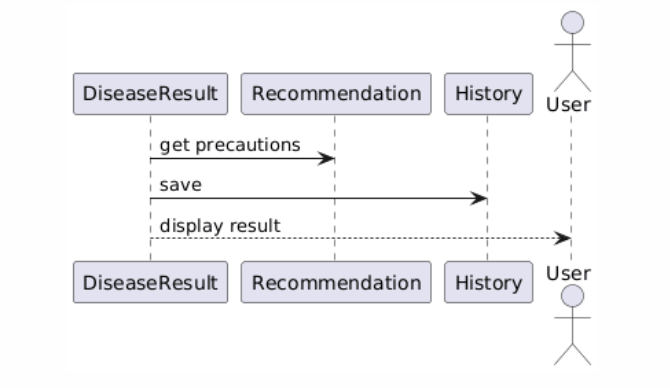 User
DiseaseResult Recommendation History
get precautions
save
display result
User
DiseaseResult Recommendation History